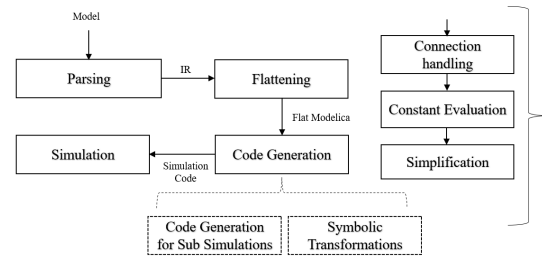 Model
Parsing
IR
Flattening
Flat Modelica
Simulation
Simulation
Code
Code Generation
Code Generation
for Sub Simulations
Symbolic
Transformations
Connection
handling
Constant Evaluation
Simplification